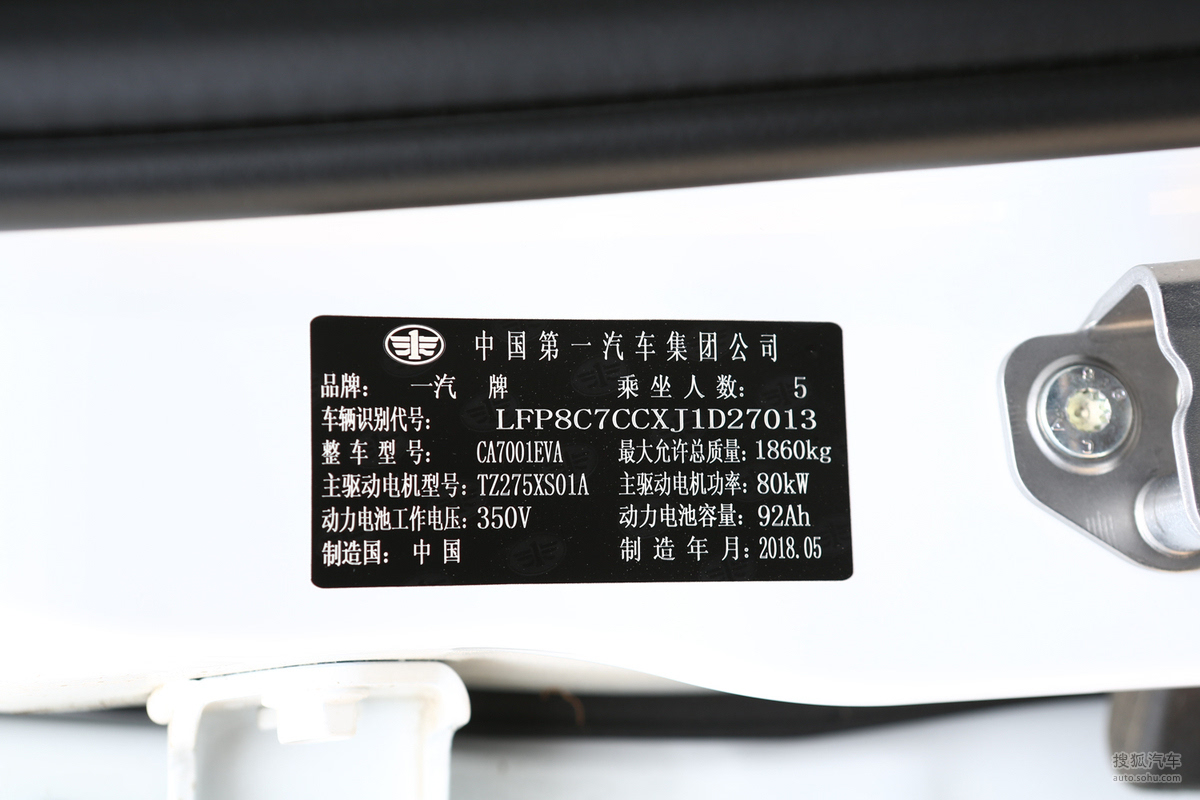 中国第一汽车集团公司
品牌: 一汽 牌 乘坐人数: 5
车辆识别代号: LFP8C7CCXJ1D27013
整车型号: CA7001EVA 最大允许总质量: 1860kg
主驱动电机型号: TZ275XS01A 主驱动电机功率: 80kW
动力电池工作电压: 350V 动力电池容量: 92Ah
制造国: 中国 制造年月: 2018.05
搜狐汽车
auto.sohu.com